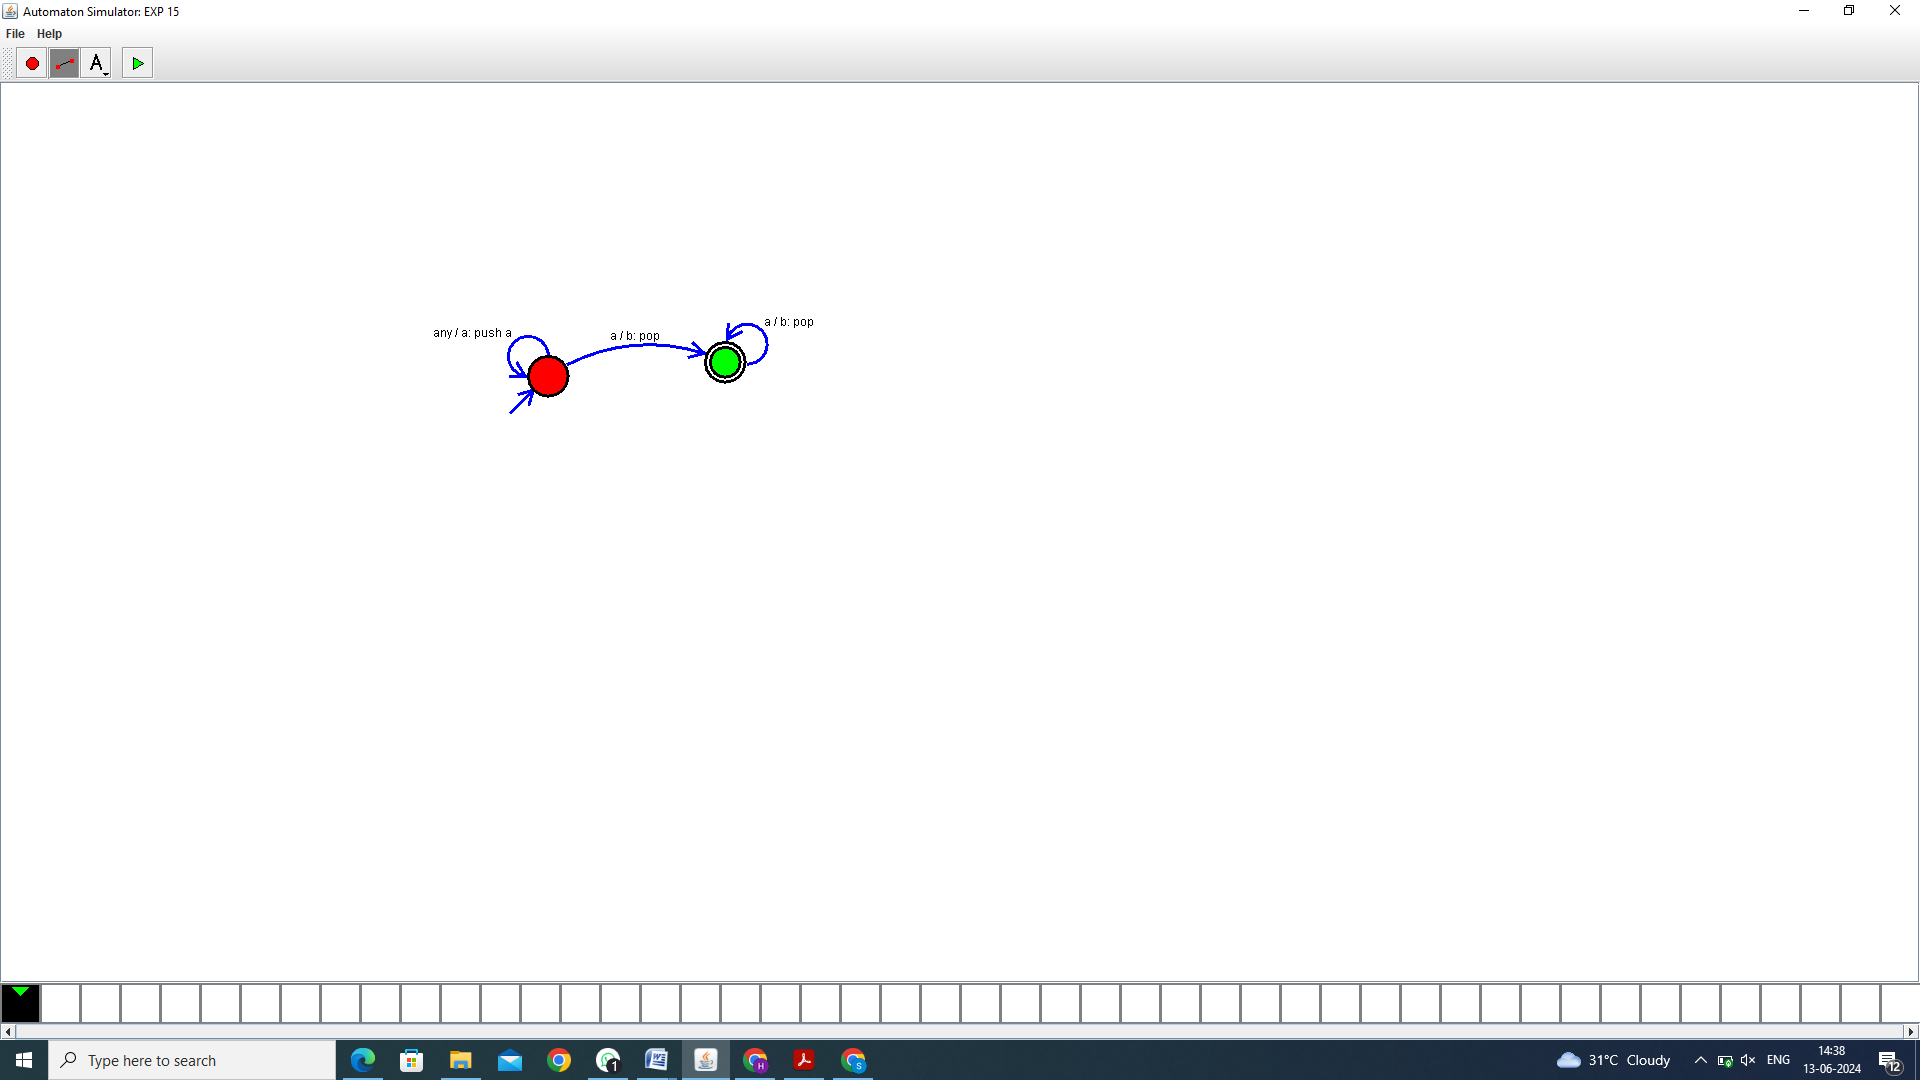 Automaton Simulator: EXP 15
File Help
A
a / b: pop
any / a: push a
a / b: pop
Type here to search
1
H
S
31°C Cloudy
ENG
14:38
13-06-2024
12